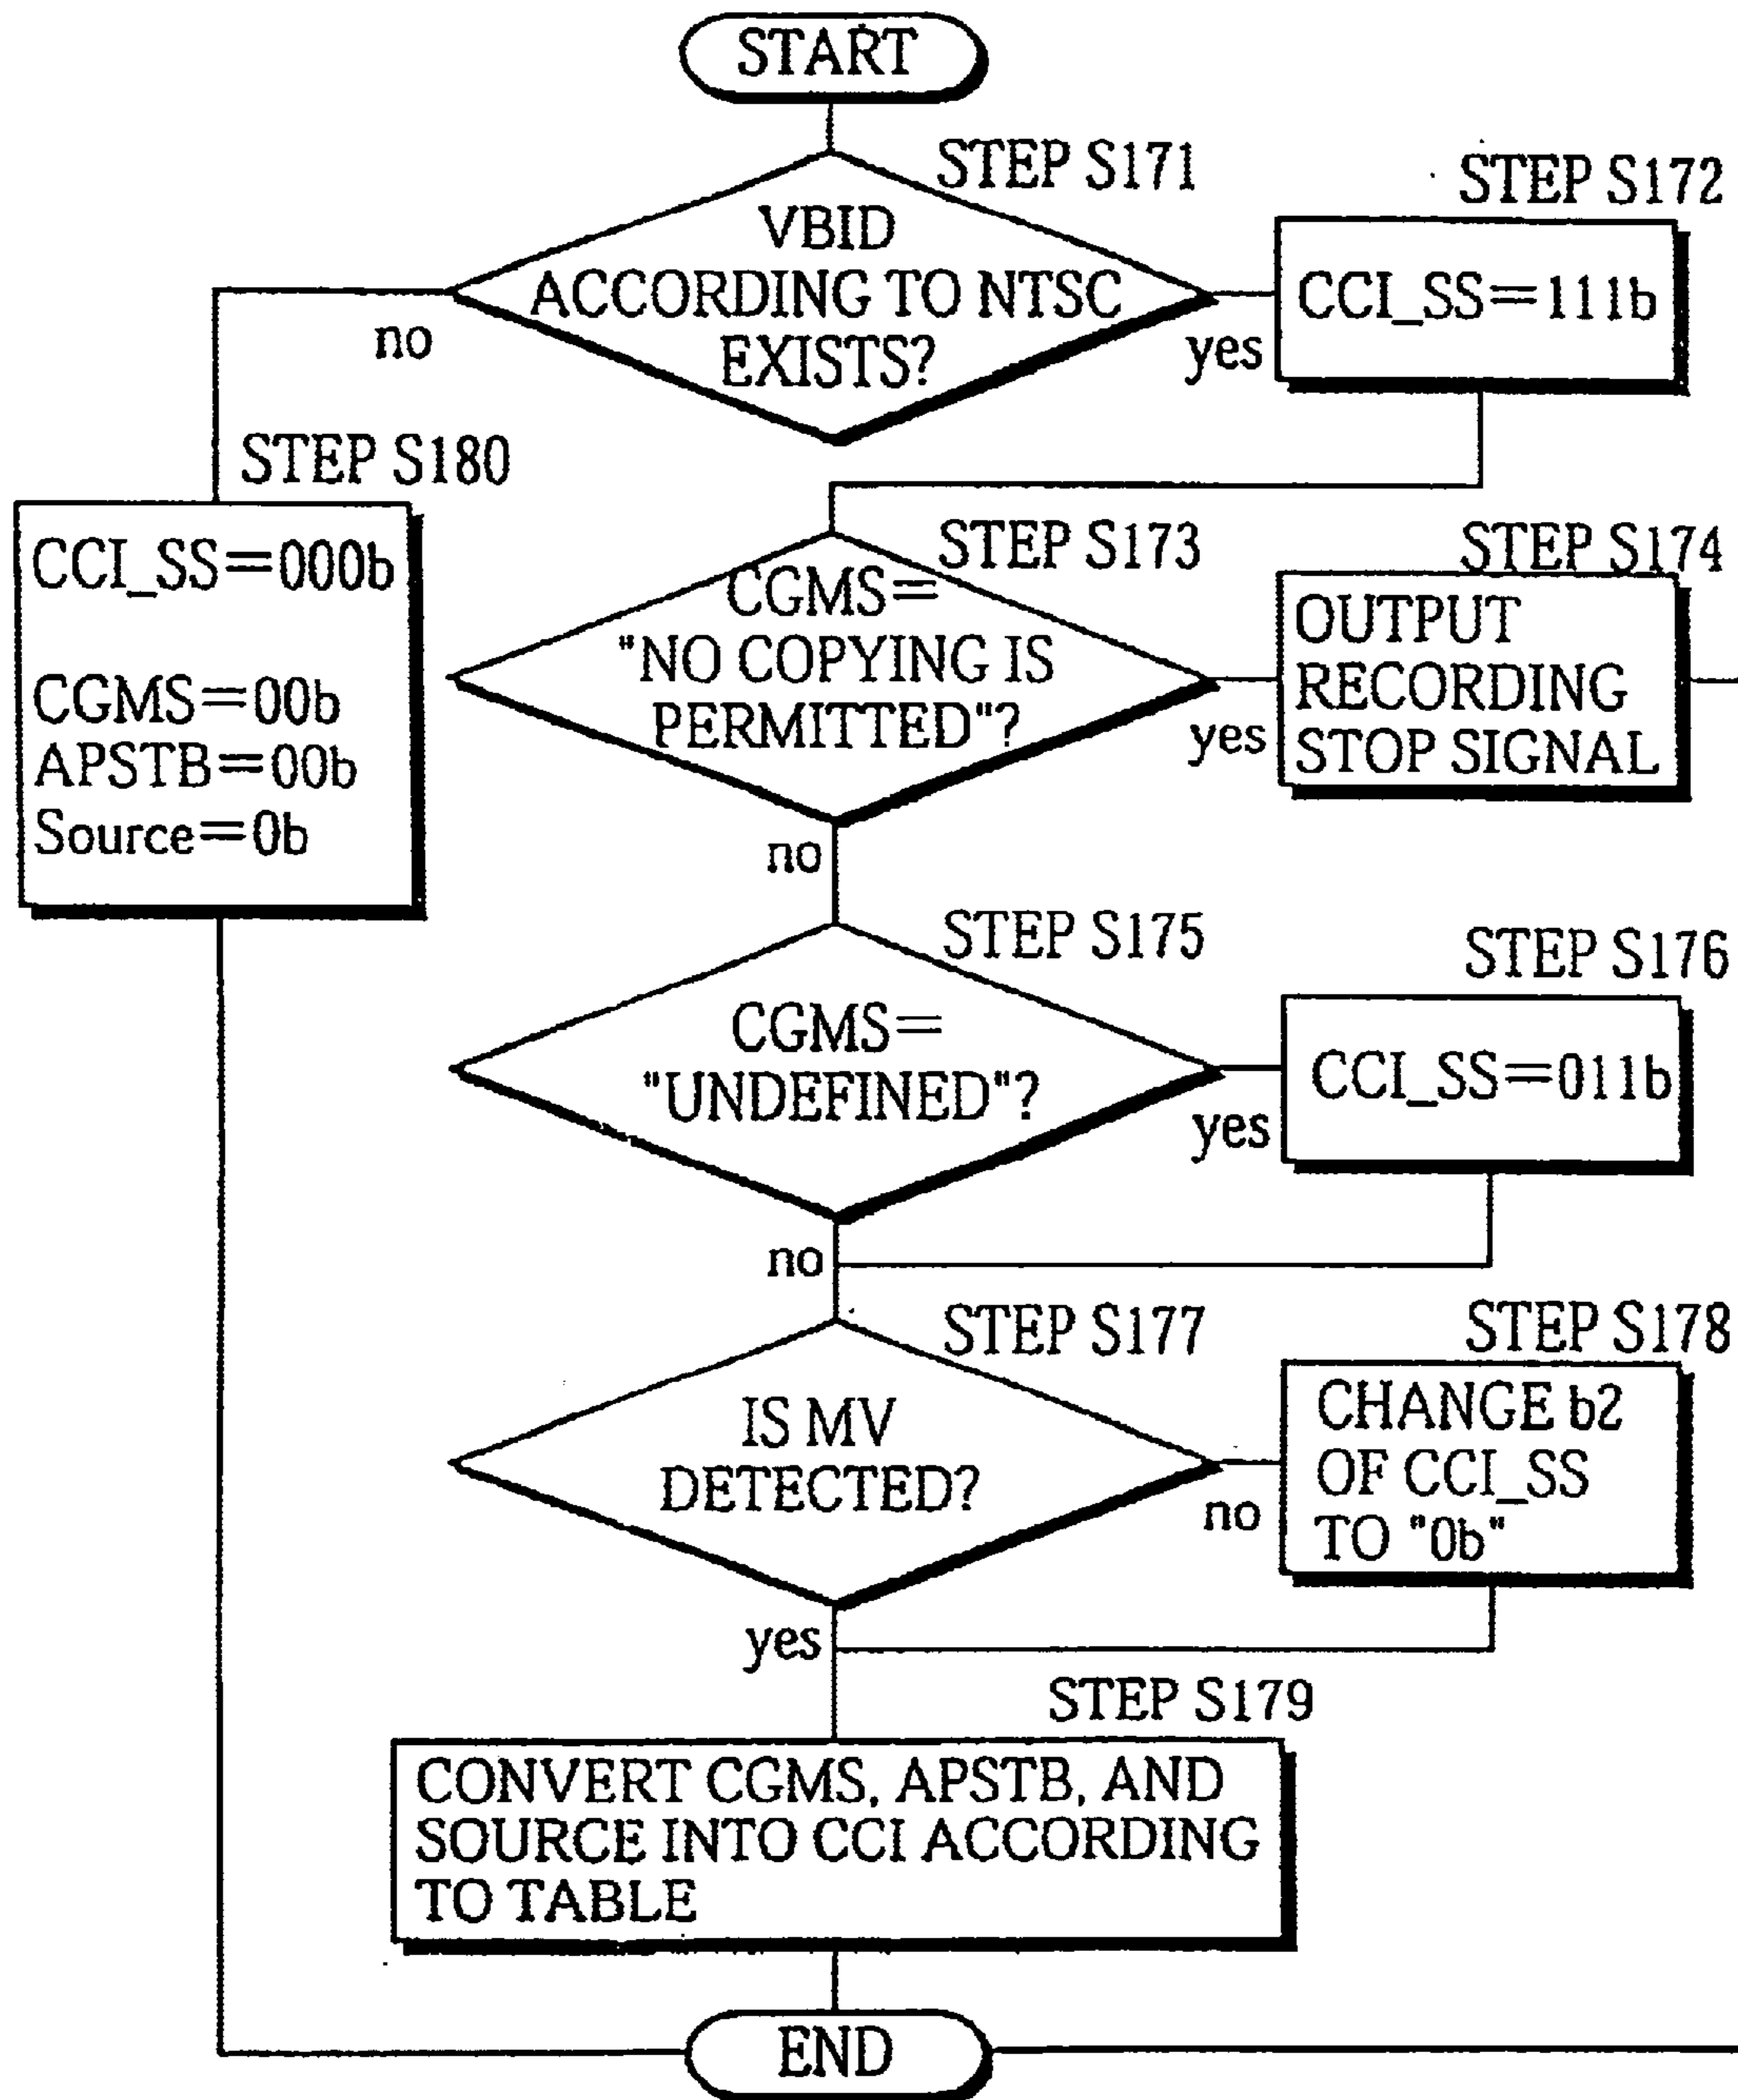 START
STEP S171
VBID
ACCORDING TO NTSC
EXISTS?
no
yes
STEP S172
CCI_SS=111b
STEP S180
CCI_SS=000b
CGMS=00b
APSTB=00b
Source=0b
STEP S173
CGMS=
"NO COPYING IS
PERMITTED"?
yes
no
STEP S174
OUTPUT
RECORDING
STOP SIGNAL
STEP S175
CGMS=
"UNDEFINED"?
yes
no
STEP S176
CCI_SS=011b
STEP S177
IS MV
DETECTED?
no
yes
STEP S178
CHANGE b2
OF CCI_SS
TO "0b"
STEP S179
CONVERT CGMS, APSTB, AND
SOURCE INTO CCI ACCORDING
TO TABLE
END